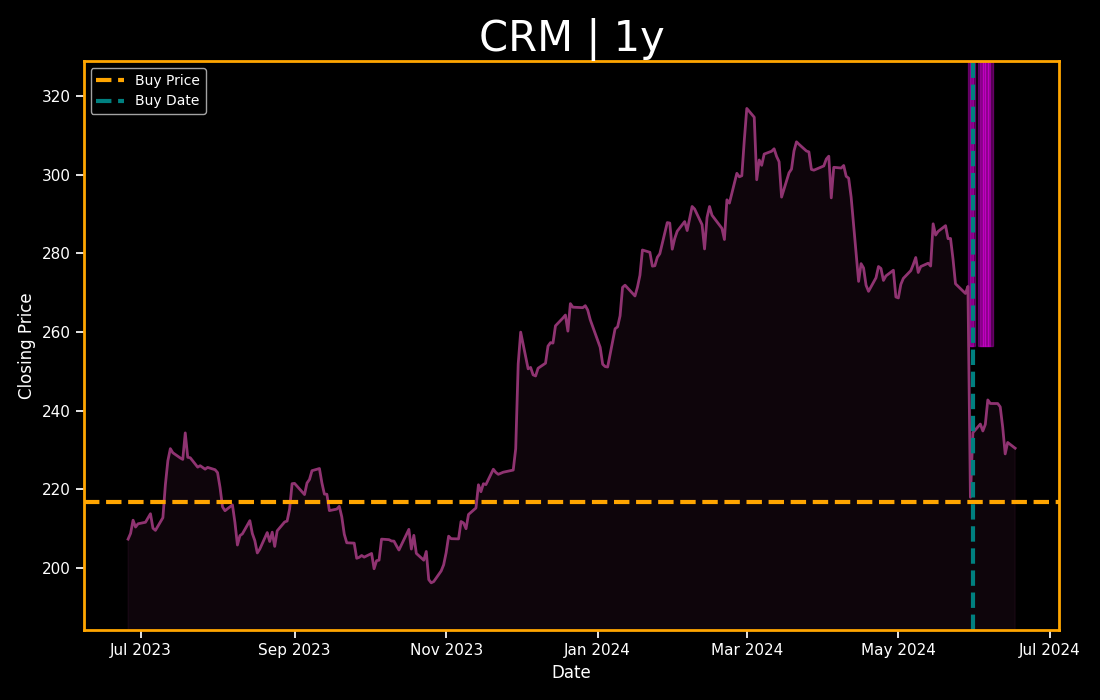 CRM | 1y
Buy Price
Buy Date
320
300
280
260
240
220
200
Closing Price
Jul 2023
Sep 2023
Nov 2023
Jan 2024
Mar 2024
May 2024
Jul 2024
Date